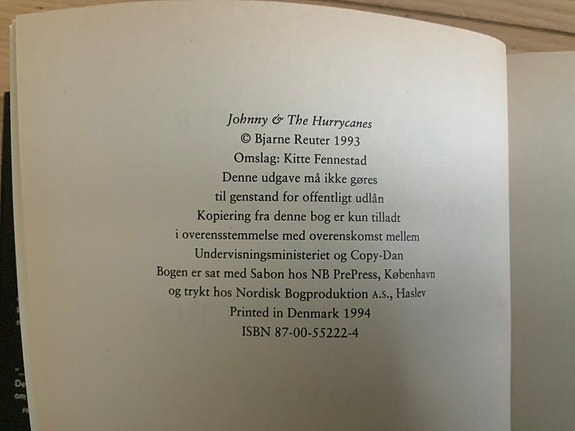 Johnny & The Hurrycanes
© Bjarne Reuter 1993
Omslag: Kitte Fennestad
Denne udgave må ikke gøres
til genstand for offentligt udlån
Kopiering fra denne bog er kun tilladt
i overensstemmelse med overenskomst mellem
Undervisningsministeriet og Copy-Dan
Bogen er sat med Sabon hos NB PrePress, København
og trykt hos Nordisk Bogproduktion A.S., Haslev
Printed in Denmark 1994
ISBN 87-00-55222-4